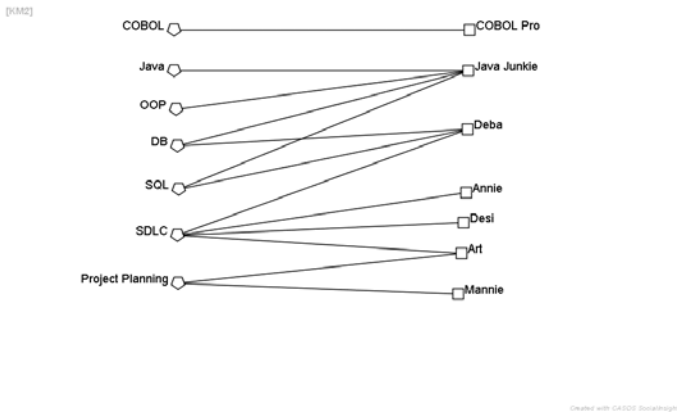 [KM2]
COBOL
COBOL Pro
Java
Java Junkie
OOP
DB
Deba
SQL
Annie
Desi
SDLC
Art
Project Planning
Mannie
Created with CASOS SocialInsight